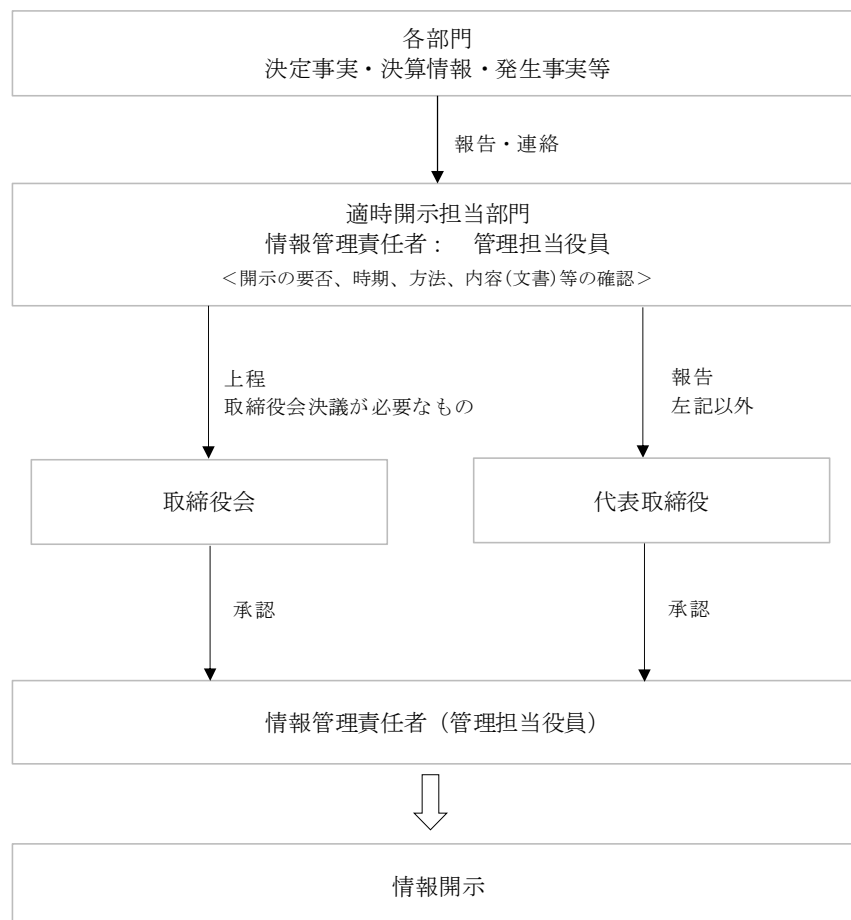 各部門
決定事実・決算情報・発生事実等
報告・連絡
適時開示担当部門
情報管理責任者： 管理担当役員
＜開示の要否、時期、方法、内容(文書)等の確認＞
上程
取締役会決議が必要なもの
報告
左記以外
取締役会
代表取締役
承認
承認
情報管理責任者（管理担当役員）
情報開示